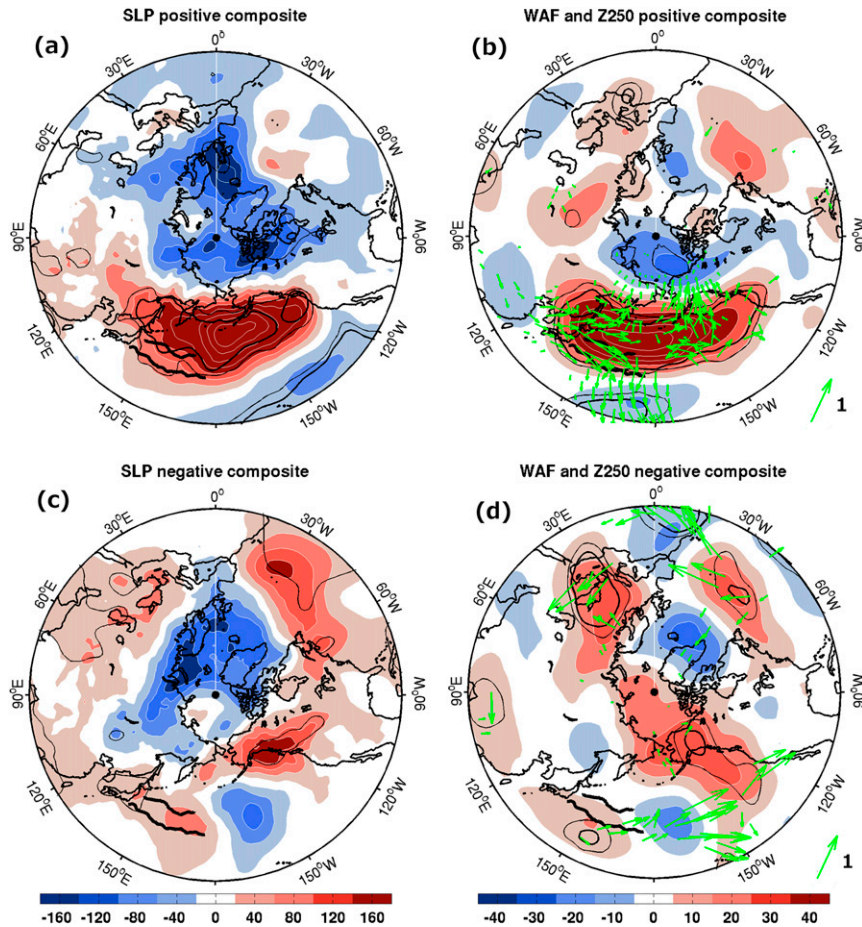 SLP positive composite
WAF and Z250 positive composite
(a)
(b)
0°
0°
30°E
30°W
30°E
30°W
60°E
60°W
60°E
60°W
90°E
90°W
90°E
90°W
120°E
120°W
120°E
120°W
150°E
150°W
150°E
150°W
1
SLP negative composite
WAF and Z250 negative composite
(c)
(d)
0°
0°
30°E
30°W
30°E
30°W
60°E
60°W
60°E
60°W
90°E
90°W
90°E
90°W
120°E
120°W
120°E
120°W
150°E
150°W
150°E
150°W
1
-160 -120 -80 -40 0 40 80 120 160
-40 -30 -20 -10 0 10 20 30 40